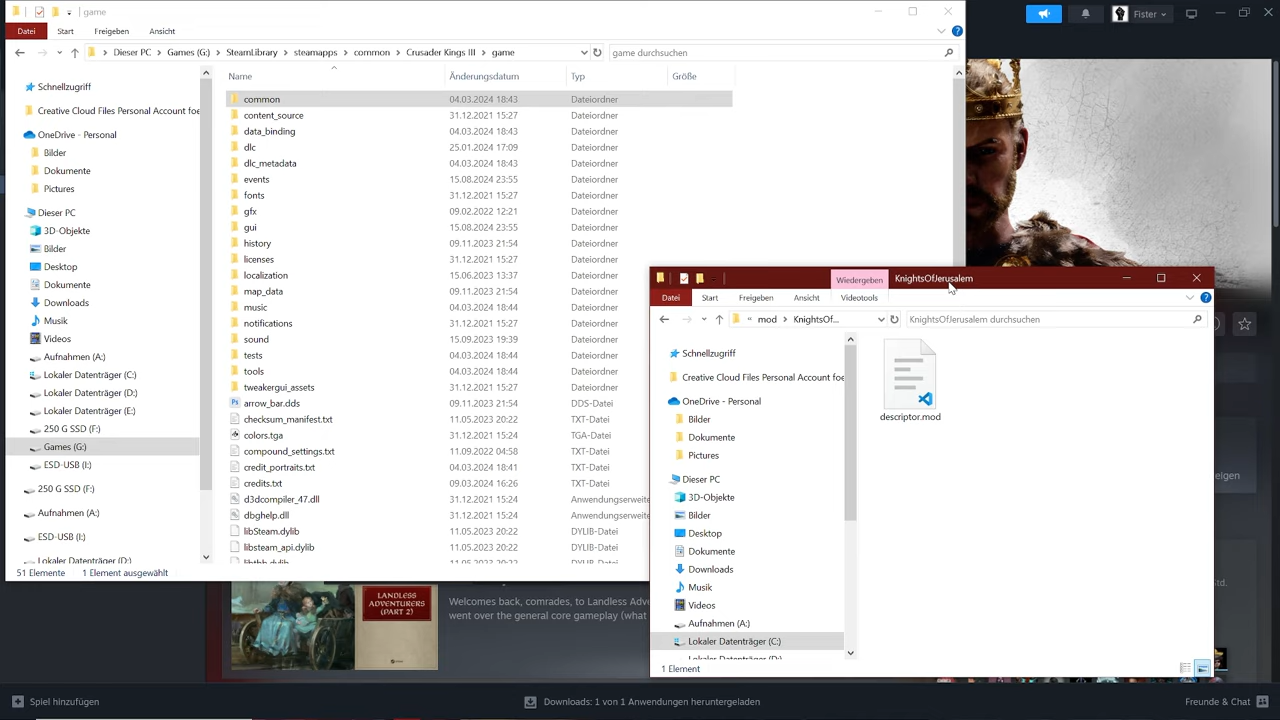 game
Datei Start Freigeben Ansicht
Dieser PC Games (G:) SteamLibrary steamapps common Crusader Kings III game
game durchsuchen
Name Änderungsdatum Typ Größe
Schnellzugriff
Creative Cloud Files Personal Account foe
OneDrive - Personal
Bilder
Dokumente
Pictures
Dieser PC
3D-Objekte
Bilder
Desktop
Dokumente
Downloads
Musik
Videos
Aufnahmen (A:)
Lokaler Datenträger (C:)
Lokaler Datenträger (D:)
Lokaler Datenträger (E:)
250 G SSD (F:)
Games (G:)
ESD-USB (I:)
250 G SSD (F:)
Aufnahmen (A:)
ESD-USB (I:)
Lokaler Datenträger (D:)
common 04.03.2024 18:43 Dateiordner
content_source 31.12.2021 15:27 Dateiordner
data_binding 04.03.2024 18:43 Dateiordner
dlc 25.01.2024 17:09 Dateiordner
dlc_metadata 04.03.2024 18:43 Dateiordner
events 15.08.2024 23:55 Dateiordner
fonts 31.12.2021 15:27 Dateiordner
gfx 09.02.2022 12:21 Dateiordner
gui 15.08.2024 23:55 Dateiordner
history 09.11.2023 21:54 Dateiordner
licenses 31.12.2021 15:27 Dateiordner
localization 15.06.2023 13:37 Dateiordner
map_data 09.11.2023 21:54 Dateiordner
music 31.12.2021 15:27 Dateiordner
notifications 31.12.2021 15:27 Dateiordner
sound 15.09.2023 19:39 Dateiordner
tests 04.03.2024 18:44 Dateiordner
tools 04.03.2024 18:44 Dateiordner
tweakergui_assets 31.12.2021 15:27 Dateiordner
arrow_bar.dds 09.11.2023 21:54 DDS-Datei
checksum_manifest.txt 11.05.2023 20:22 TXT-Datei
colors.tga 31.12.2021 15:24 TGA-Datei
compound_settings.txt 11.09.2022 04:58 TXT-Datei
credit_portraits.txt 04.03.2024 18:41 TXT-Datei
credits.txt 09.03.2024 16:26 TXT-Datei
d3dcompiler_47.dll 31.12.2021 15:24 Anwendungserweite
dbghelp.dll 31.12.2021 15:24 Anwendungserweite
libSteam.dylib 11.05.2023 20:22 DYLIB-Datei
libsteam_api.dylib 11.05.2023 20:22 DYLIB-Datei
51 Elemente 1 Element ausgewählt
Fister
Wiedergeben KnightsOfJerusalem
Datei Start Freigeben Ansicht Videotools
« mod KnightsOf...
KnightsOfJerusalem durchsuchen
Schnellzugriff
Creative Cloud Files Personal Account foe
OneDrive - Personal
Bilder
Dokumente
Pictures
Dieser PC
3D-Objekte
Bilder
Desktop
Dokumente
Downloads
Musik
Videos
Aufnahmen (A:)
Lokaler Datenträger (C:)
Lokaler Datenträger (D:)
descriptor.mod
1 Element
eigen
Std.
LANDLESS
ADVENTURERS
(PART 2)
Welcomes back, comrades, to Landless Adv
went over the general core gameplay (what
Spiel hinzufügen
Downloads: 1 von 1 Anwendungen heruntergeladen
Freunde & Chat